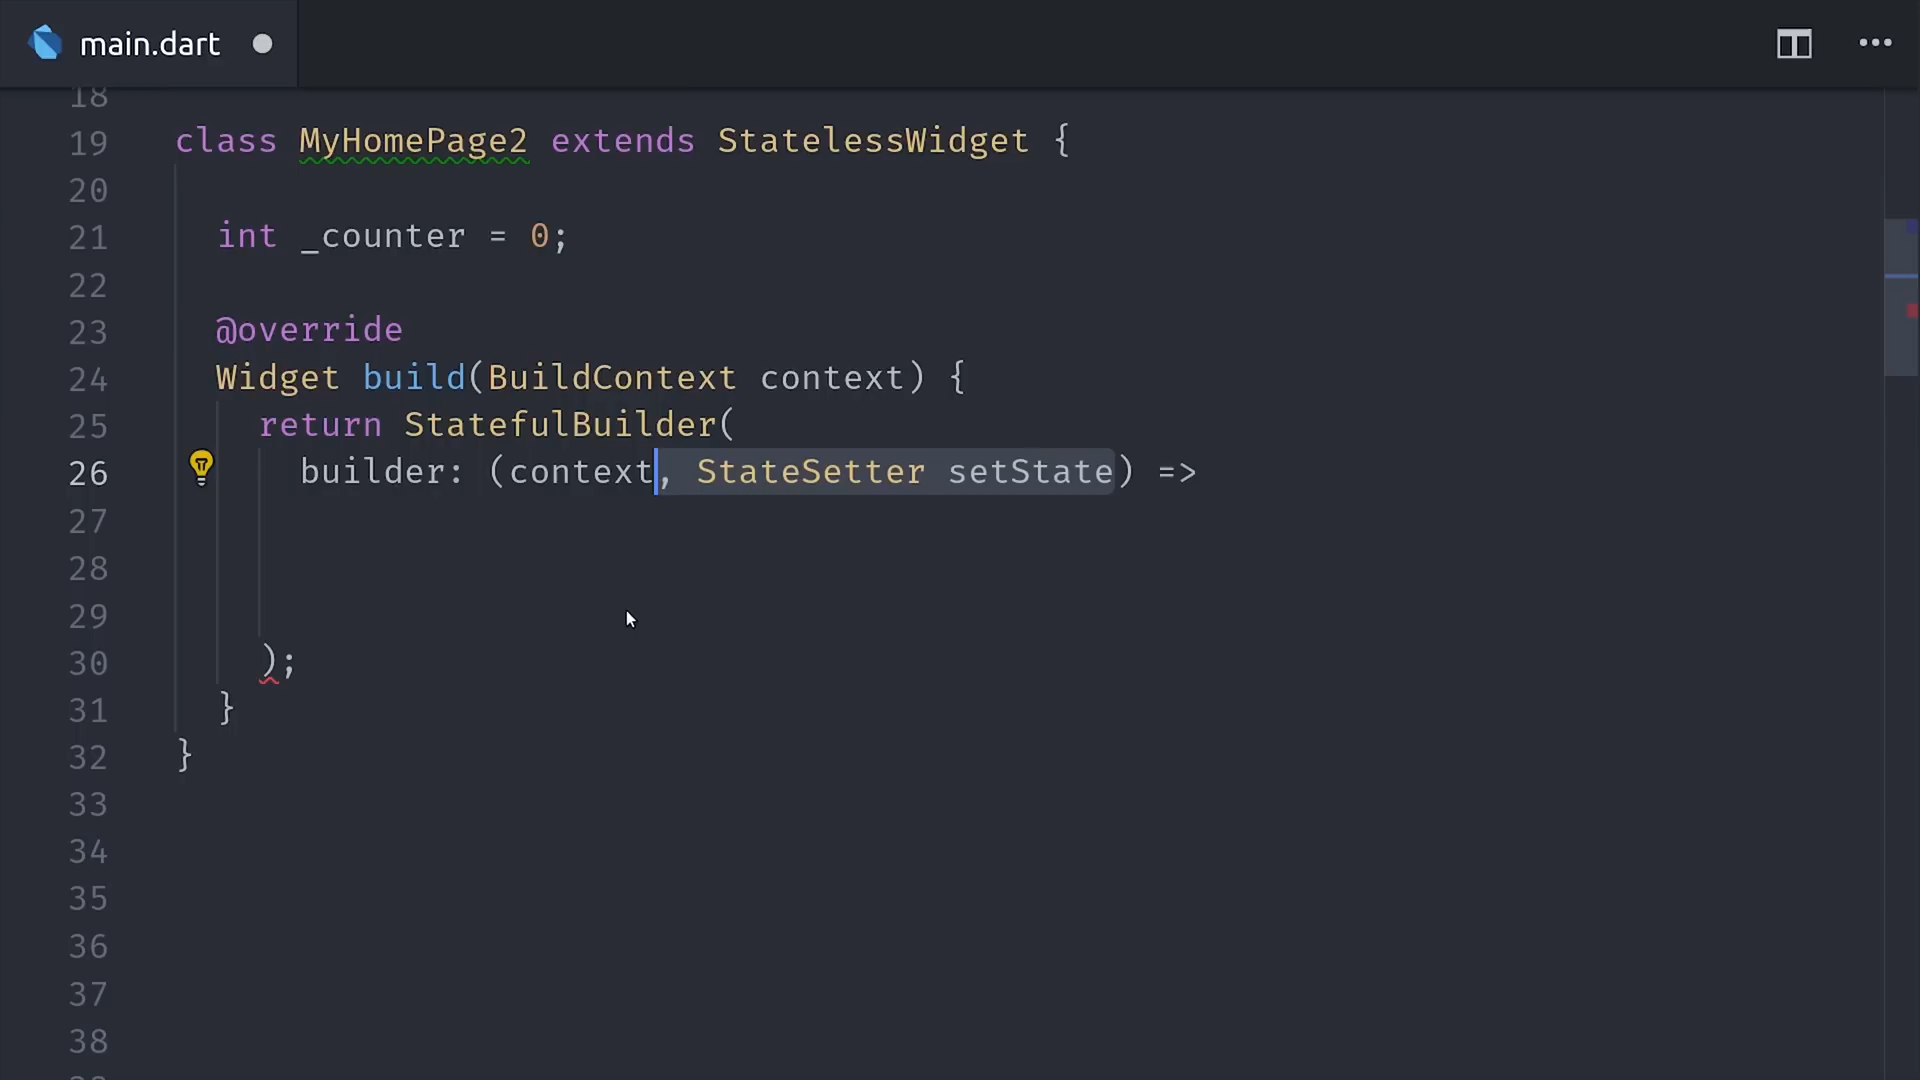 main.dart
18
19 class MyHomePage2 extends StatelessWidget {
20
21 int _counter = 0;
22
23 @override
24 Widget build(BuildContext context) {
25 return StatefulBuilder(
26 builder: (context, StateSetter setState) =>
27
28
29
30 );
31 }
32 }
33
34
35
36
37
38